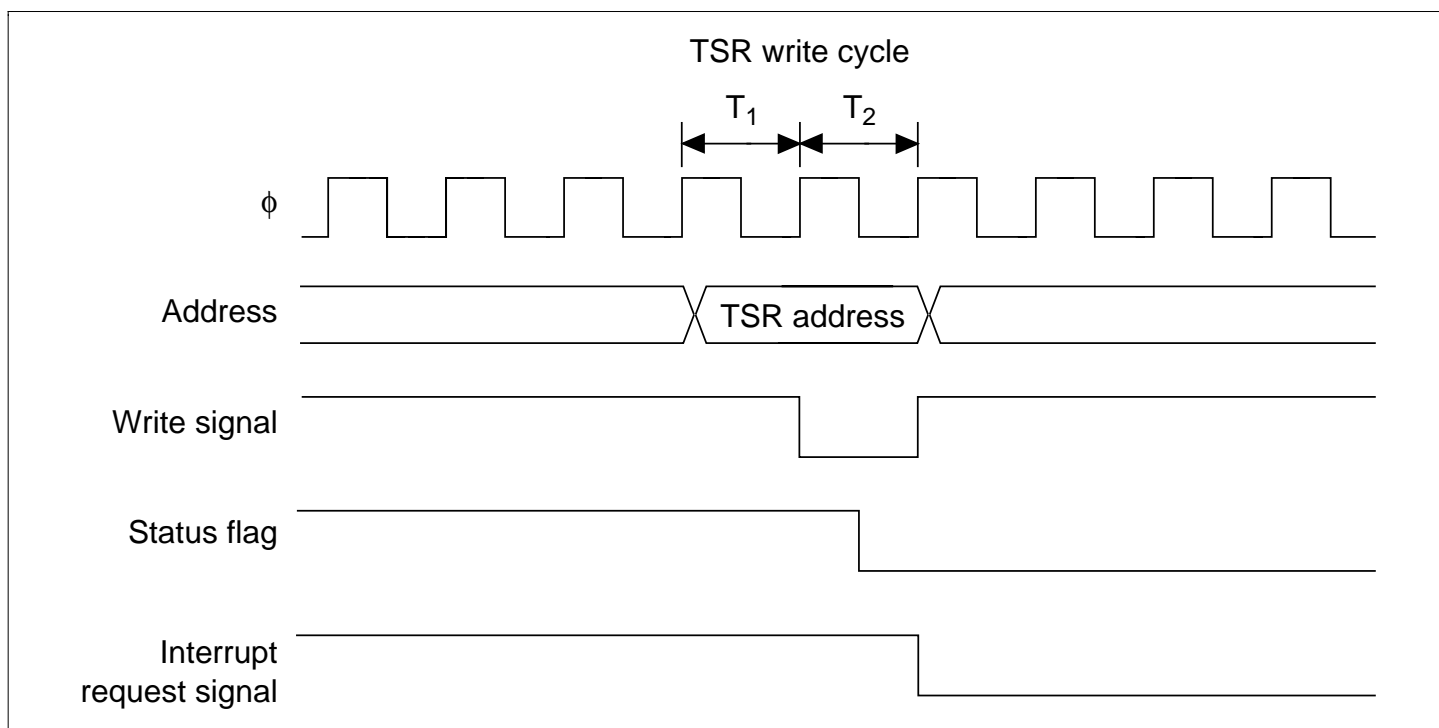 TSR write cycle
T1 T2
ϕ
Address
TSR address
Write signal
Status flag
Interrupt
request signal